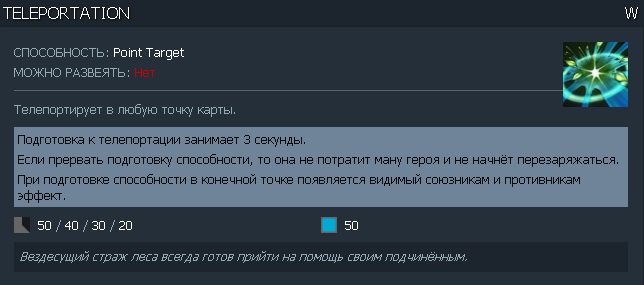 TELEPORTATION W
СПОСОБНОСТЬ: Point Target
МОЖНО РАЗВЕЯТЬ: Нет
Телепортирует в любую точку карты.
Подготовка к телепортации занимает 3 секунды.
Если прервать подготовку способности, то она не потратит ману героя и не начнёт перезаряжаться.
При подготовке способности в конечной точке появляется видимый союзникам и противникам
эффект.
50 / 40 / 30 / 20 50
Вездесущий страж леса всегда готов прийти на помощь своим подчинённым.